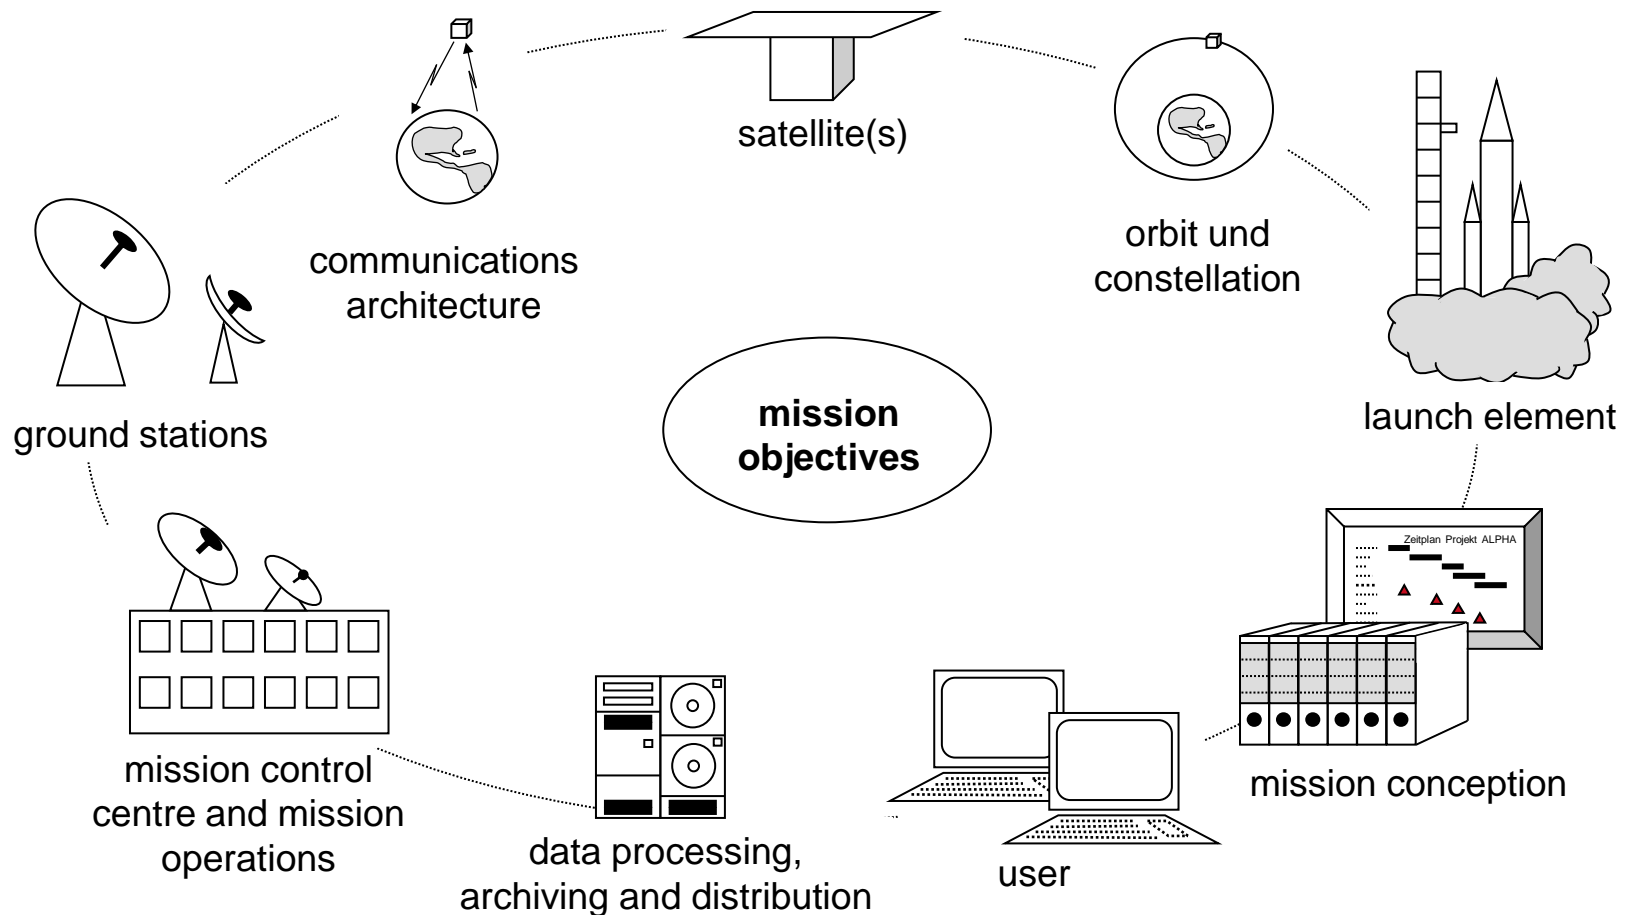 satellite(s)
orbit und
constellation
communications
architecture
launch element
ground stations
mission
objectives
Zeitplan Projekt ALPHA
mission control
centre and mission
operations
mission conception
data processing,
archiving and distribution
user